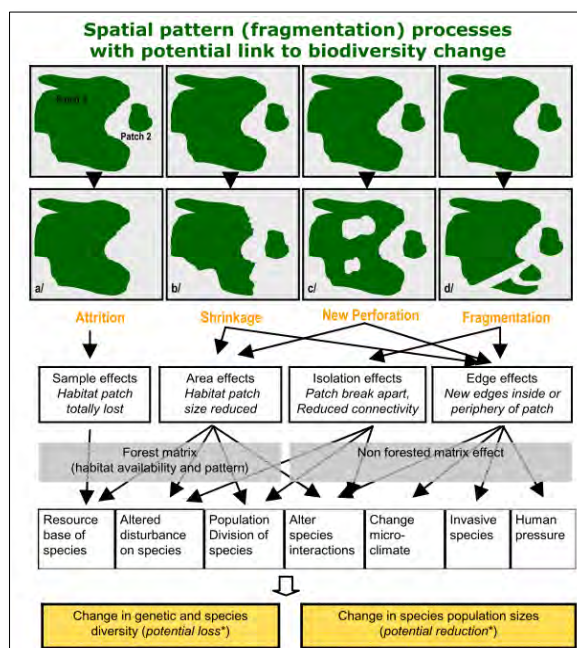 Spatial pattern (fragmentation) processes
with potential link to biodiversity change
Patch 2
a/
b/
c/
d/
Attrition
Shrinkage
New Perforation
Fragmentation
Sample effects
Habitat patch
totally lost
Area effects
Habitat patch
size reduced
Isolation effects
Patch break apart,
Reduced connectivity
Edge effects
New edges inside or
periphery of patch
Forest matrix
(habitat availability and pattern)
Non forested matrix effect
Resource
base of
species
Altered
disturbance
on species
Population
Division of
species
Alter
species
interactions
Change
micro-
climate
Invasive
species
Human
pressure
Change in genetic and species
diversity (potential loss*)
Change in species population sizes
(potential reduction*)